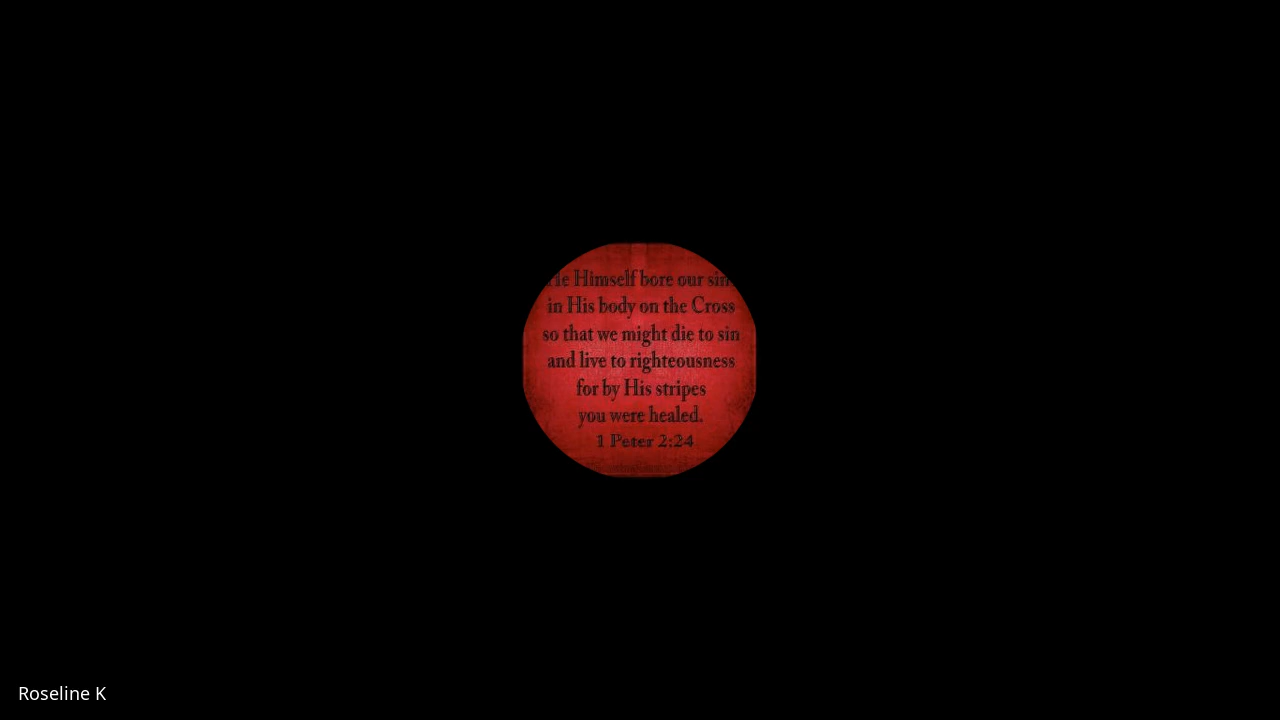 He Himself bore our sin
in His body on the Cross
so that we might die to sin
and live to righteousness
for by His stripes
you were healed.
1 Peter 2:24
Roseline K